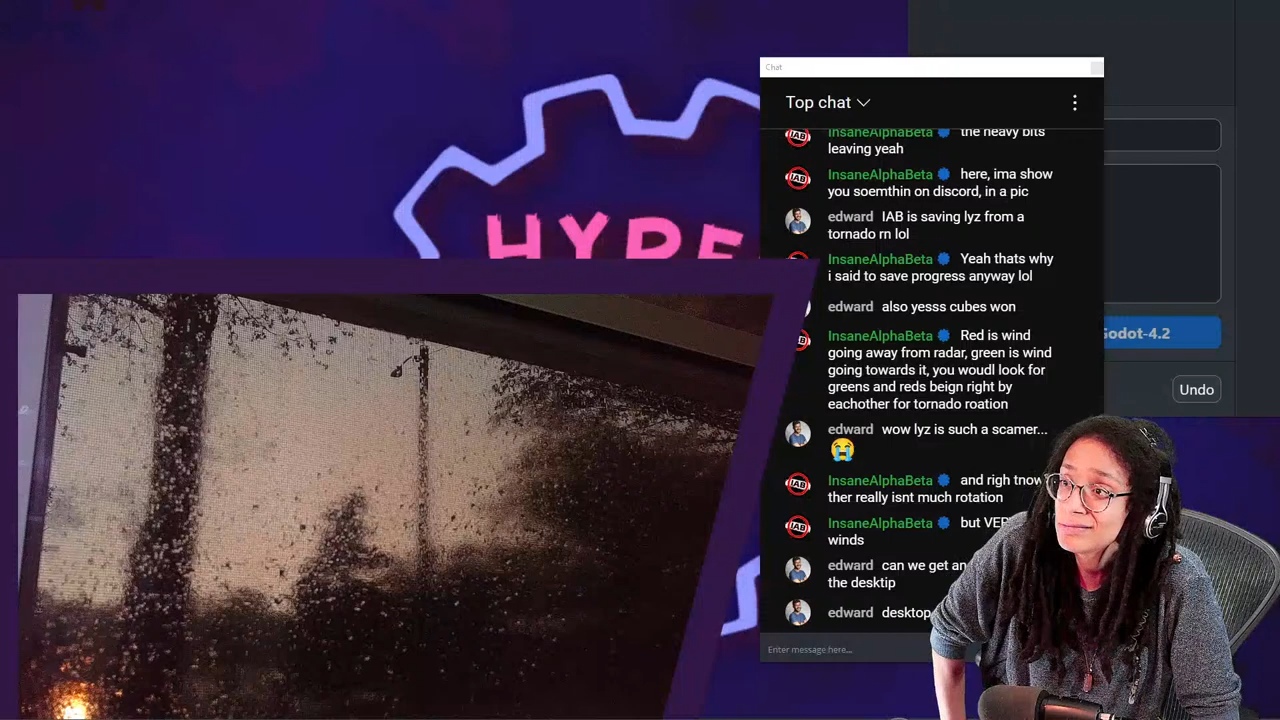 HYPE
Chat
Top chat
InsaneAlphaBeta the heavy bits
leaving yeah
InsaneAlphaBeta here, ima show
you soemthin on discord, in a pic
edward IAB is saving lyz from a
tornado rn lol
InsaneAlphaBeta Yeah thats why
i said to save progress anyway lol
edward also yesss cubes won
InsaneAlphaBeta Red is wind
going away from radar, green is wind
going towards it, you woudl look for
greens and reds beign right by
eachother for tornado roation
edward wow lyz is such a scamer...
😭
InsaneAlphaBeta and righ tnow
ther really isnt much rotation
InsaneAlphaBeta but
winds
edward can we get
the desktip
edward desktop
Enter message here...
Godot-4.2
Undo
IAB
IAB
IAB
IAB